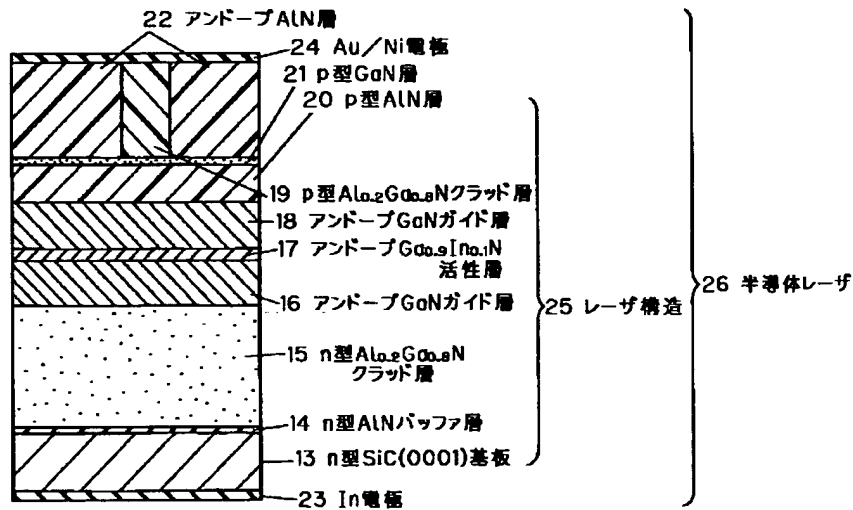 22 アンドープAlN層
24 Au/Ni電極
21 p型GaN層
20 p型AlN層
19 p型Al0.2Ga0.8Nクラッド層
18 アンドープGaNガイド層
17 アンドープGa0.9In0.1N
活性層
16 アンドープGaNガイド層
25 レーザ構造
26 半導体レーザ
15 n型Al0.2Ga0.8N
クラッド層
14 n型AlNバッファ層
13 n型SiC(0001)基板
23 In電極